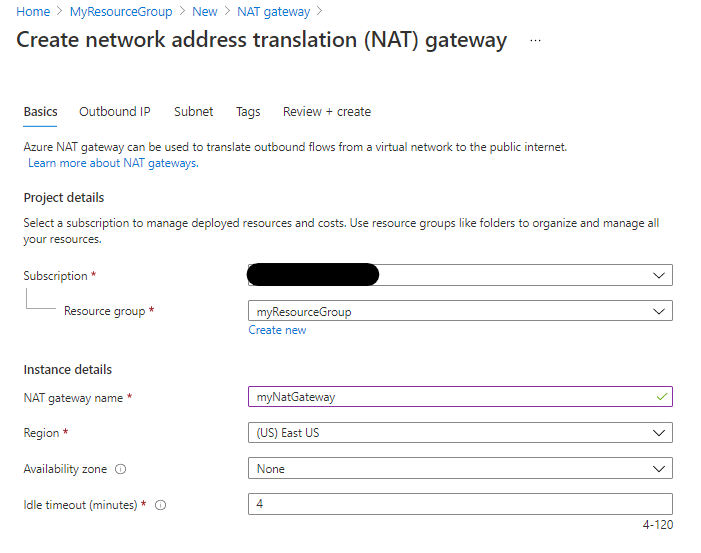 Home > MyResourceGroup > New > NAT gateway >
Create network address translation (NAT) gateway ...
Basics Outbound IP Subnet Tags Review + create
Azure NAT gateway can be used to translate outbound flows from a virtual network to the public internet.
Learn more about NAT gateways.
Project details
Select a subscription to manage deployed resources and costs. Use resource groups like folders to organize and manage all
your resources.
Subscription *
Resource group * myResourceGroup
Create new
Instance details
NAT gateway name * myNatGateway
Region * (US) East US
Availability zone None
Idle timeout (minutes) * 4
4-120